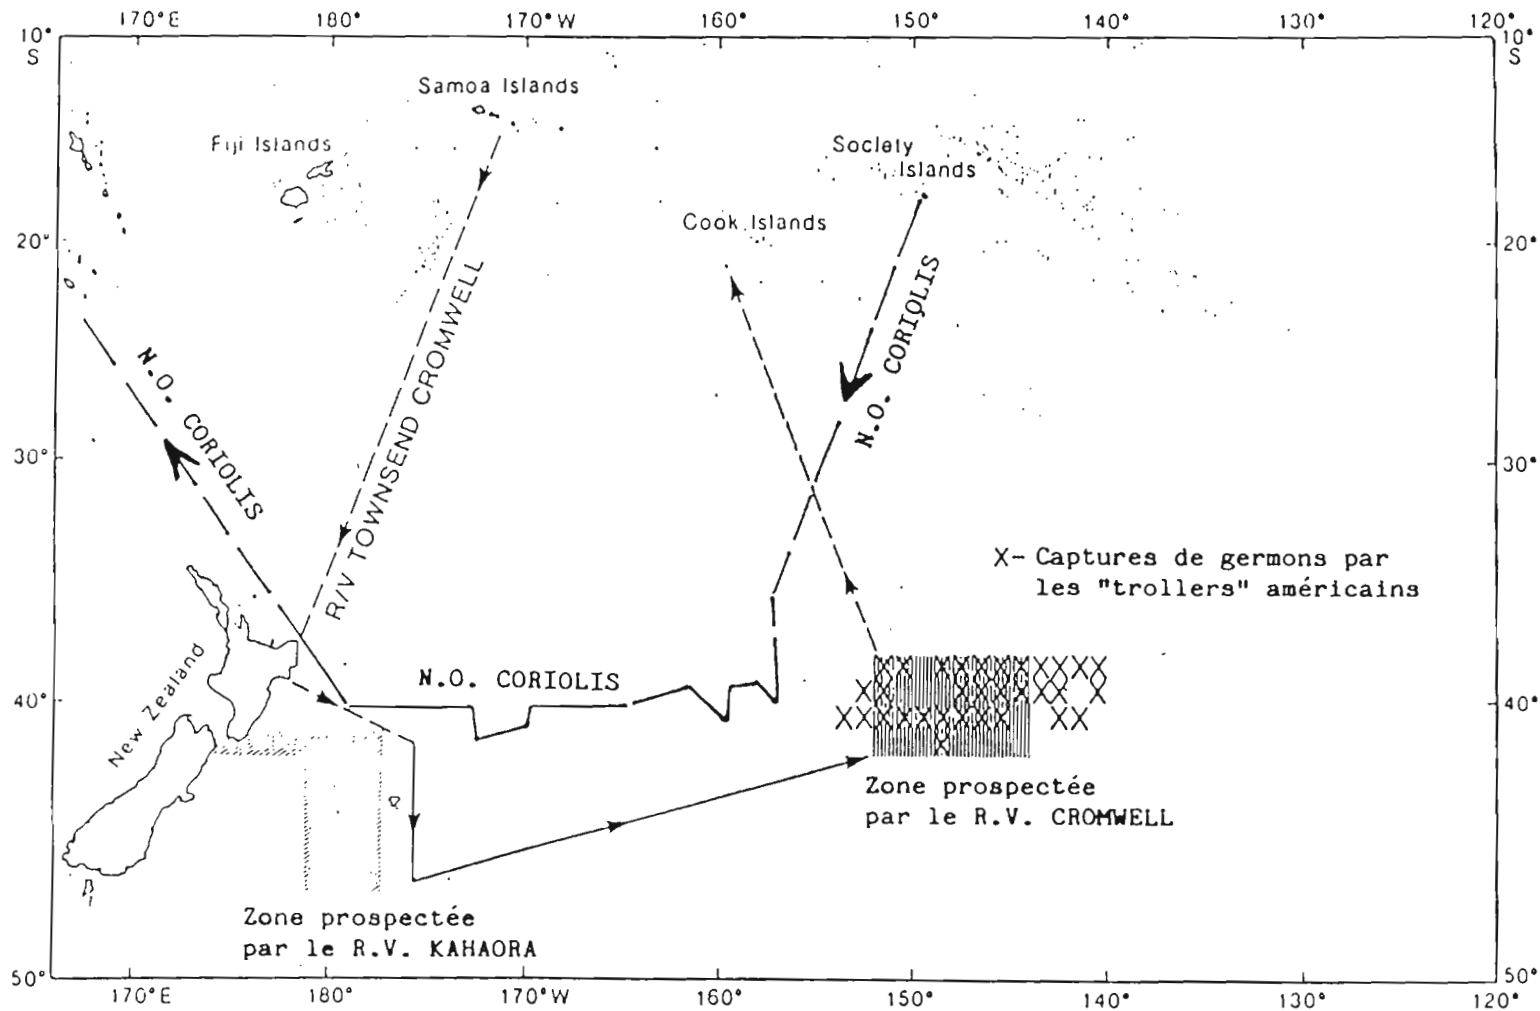 170°E 180° 170°W 160° 150° 140° 130° 120°
10° 10°
S S
Samoa Islands
Fiji Islands
Society
Islands
Cook Islands
20° 20°
N.O. CORIOLIS
R/V TOWNSEND CROMWELL
N.O. CORIOLIS
30° 30°
X- Captures de germons par
les "trollers" américains
New Zealand
N.O. CORIOLIS
40° 40°
Zone prospectée
par le R.V. CROMWELL
Zone prospectée
par le R.V. KAHAORA
50° 50°
170°E 180° 170°W 160° 150° 140° 130° 120°